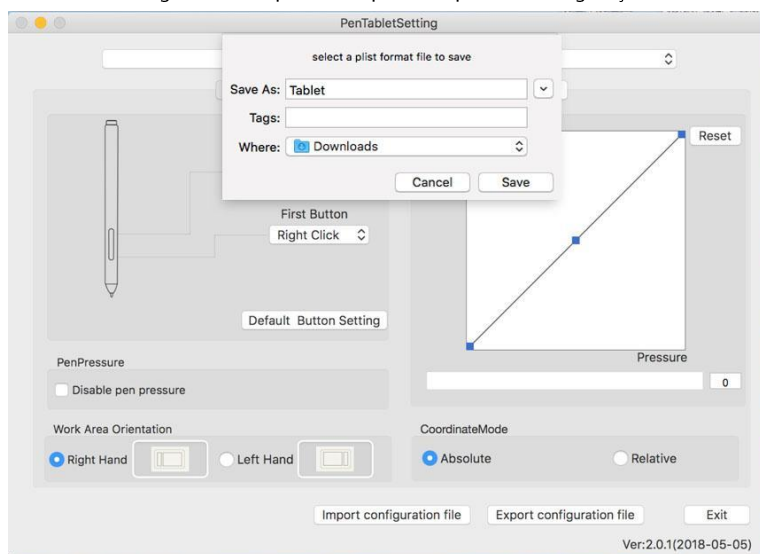 PenTabletSetting
select a plist format file to save
Save As: Tablet
Tags:
Where: Downloads
Cancel Save
Reset
First Button
Right Click
Default Button Setting
Pressure
0
PenPressure
Disable pen pressure
Work Area Orientation
Right Hand Left Hand
CoordinateMode
Absolute Relative
Import configuration file Export configuration file Exit
Ver:2.0.1(2018-05-05)